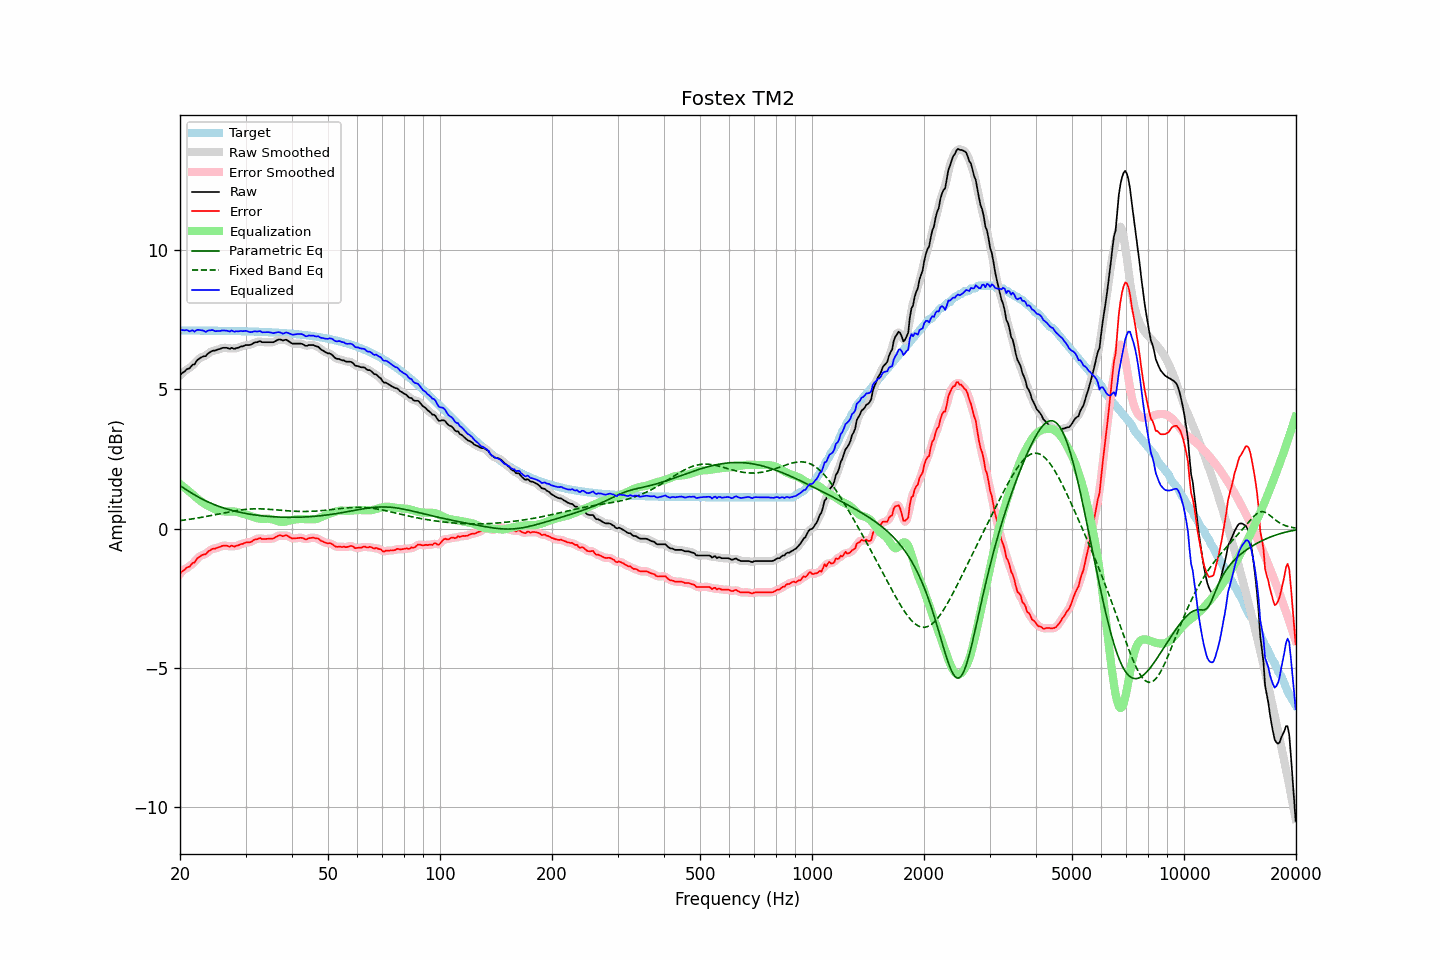 Fostex TM2
Target
Raw Smoothed
Error Smoothed
Raw
Error
Equalization
Parametric Eq
Fixed Band Eq
Equalized
10
5
0
−5
−10
Amplitude (dBr)
20 50 100 200 500 1000 2000 5000 10000 20000
Frequency (Hz)